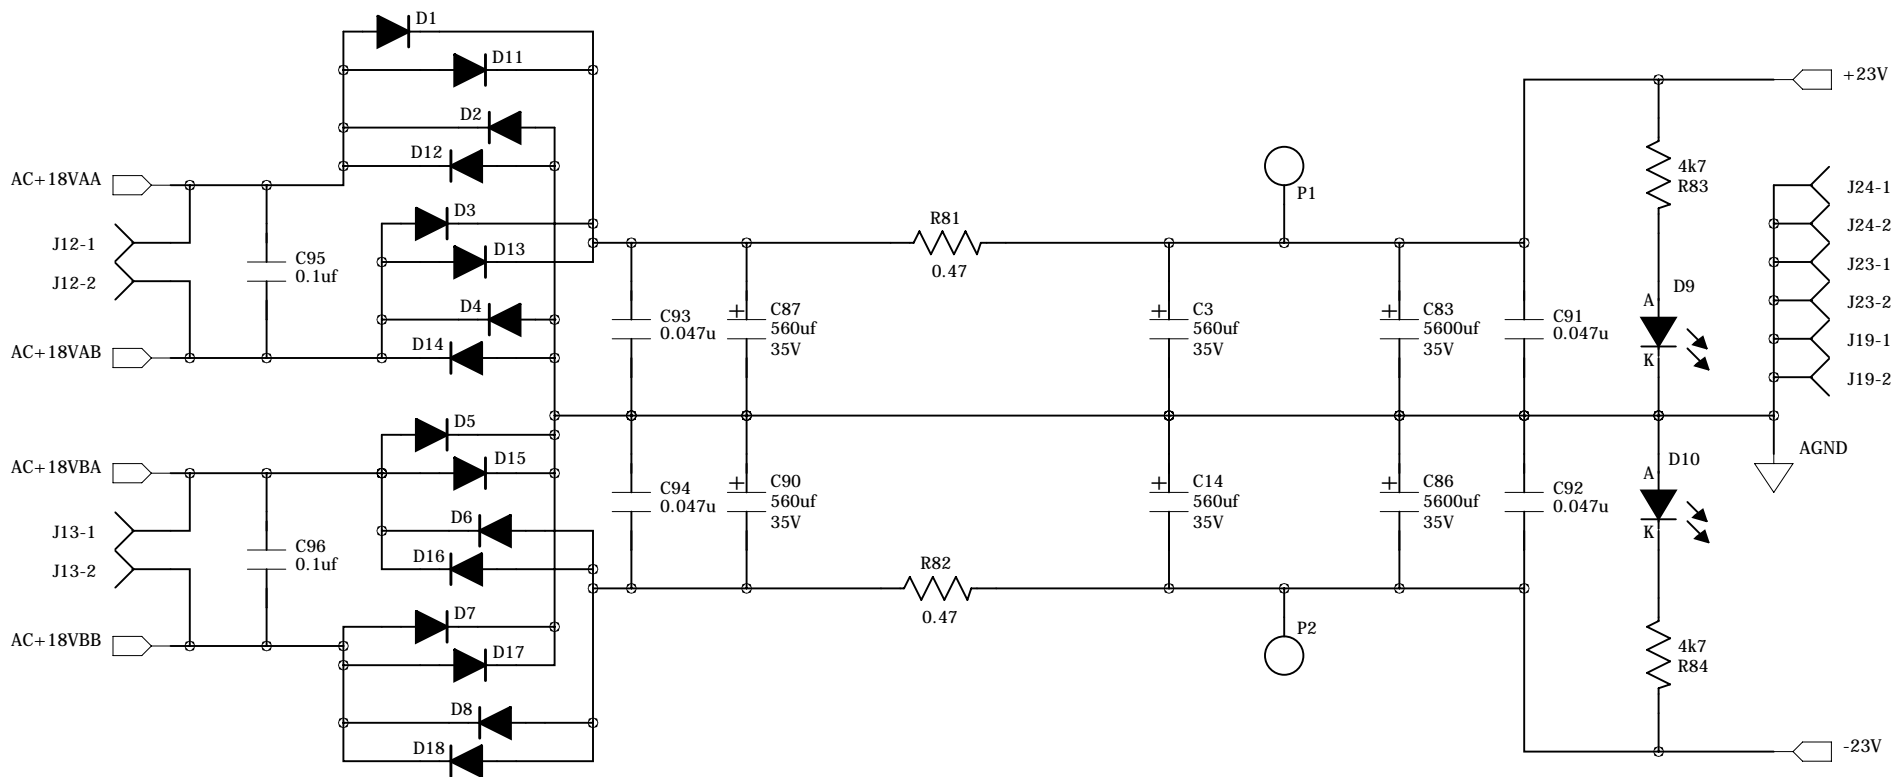 D1
D11
D2
D12
AC+18VAA
J12-1
J12-2
AC+18VAB
C95
0.1uf
D3
D13
D4
D14
AC+18VBA
J13-1
J13-2
AC+18VBB
C96
0.1uf
D5
D15
D6
D16
D7
D17
D8
D18
C93
0.047u
+
C87
560uf
35V
C94
0.047u
+
C90
560uf
35V
R81
0.47
R82
0.47
P1
P2
+
C3
560uf
35V
+
C83
5600uf
35V
C91
0.047u
+
C14
560uf
35V
+
C86
5600uf
35V
C92
0.047u
+23V
4k7
R83
D9
A
K
D10
A
K
4k7
R84
-23V
J24-1
J24-2
J23-1
J23-2
J19-1
J19-2
AGND